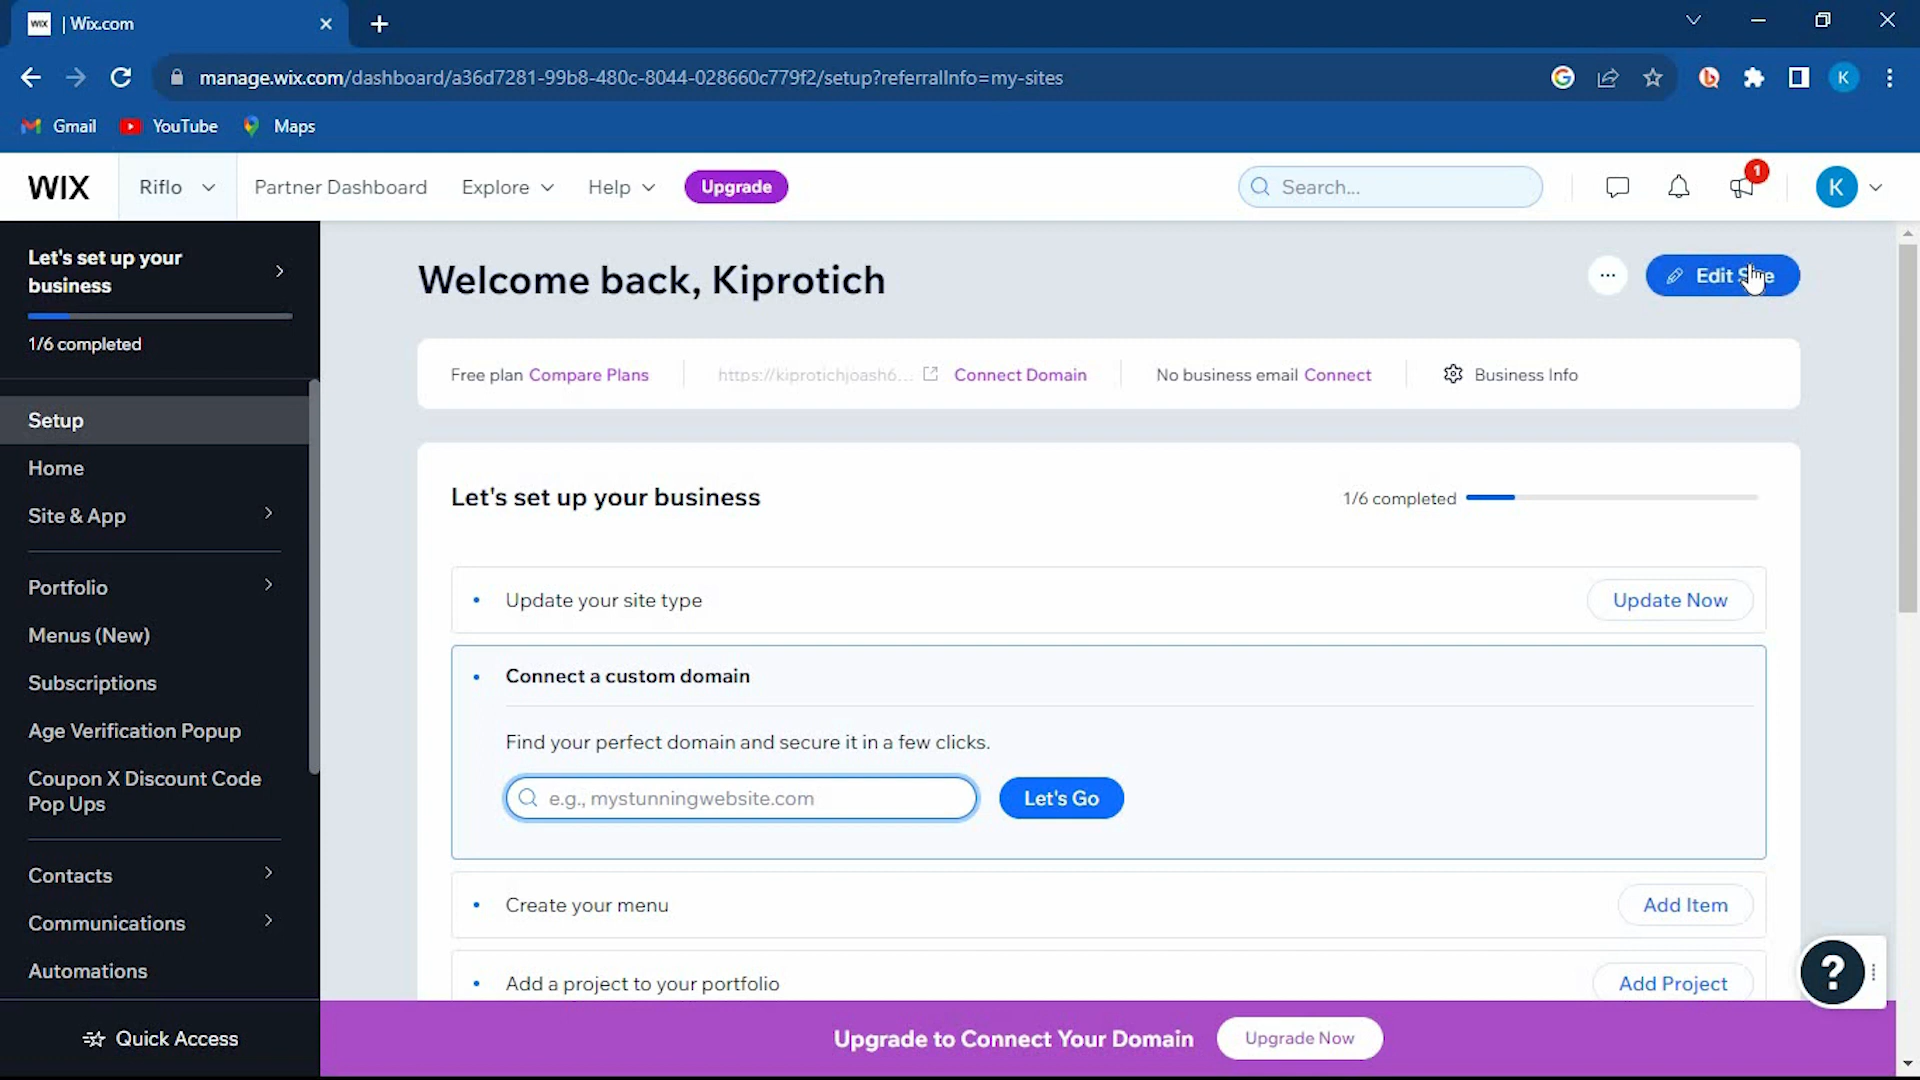 WIX | Wix.com
manage.wix.com/dashboard/a36d7281-99b8-480c-8044-028660c779f2/setup?referralInfo=my-sites
K
Gmail YouTube Maps
WIX Riflo Partner Dashboard Explore Help Upgrade Search... 1 K
Let's set up your
business
1/6 completed
Setup
Home
Site & App
Portfolio
Menus (New)
Subscriptions
Age Verification Popup
Coupon X Discount Code
Pop Ups
Contacts
Communications
Automations
Quick Access
Welcome back, Kiprotich
Edit
Free plan Compare Plans https://kiprotichjoash6... Connect Domain No business email Connect Business Info
Let's set up your business 1/6 completed
Update your site type Update Now
Connect a custom domain
Find your perfect domain and secure it in a few clicks.
e.g., mystunningwebsite.com Let's Go
Create your menu Add Item
Add a project to your portfolio Add Project
?
Upgrade to Connect Your Domain Upgrade Now